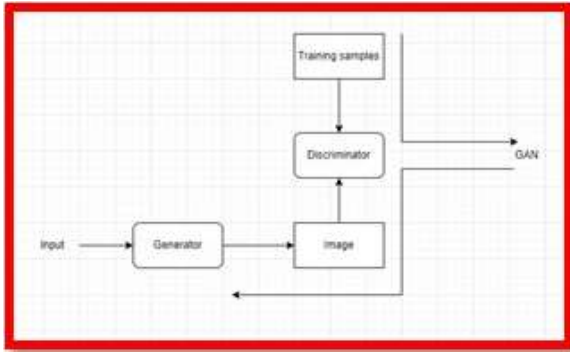 Training samples
Discriminator
GAN
Input
Generator
Image